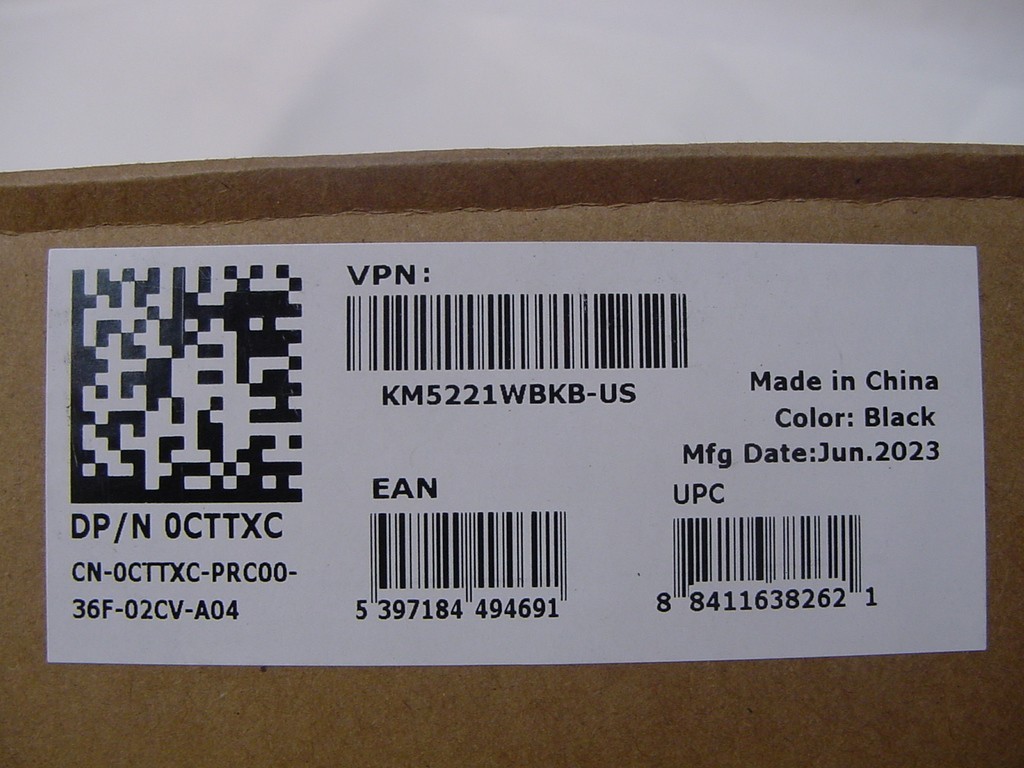 VPN:
KM5221WBKB-US
Made in China
Color: Black
Mfg Date:Jun.2023
DP/N 0CTTXC
CN-0CTTXC-PRC00-
36F-02CV-A04
EAN
5 397184 494691
UPC
8 8411638262 1